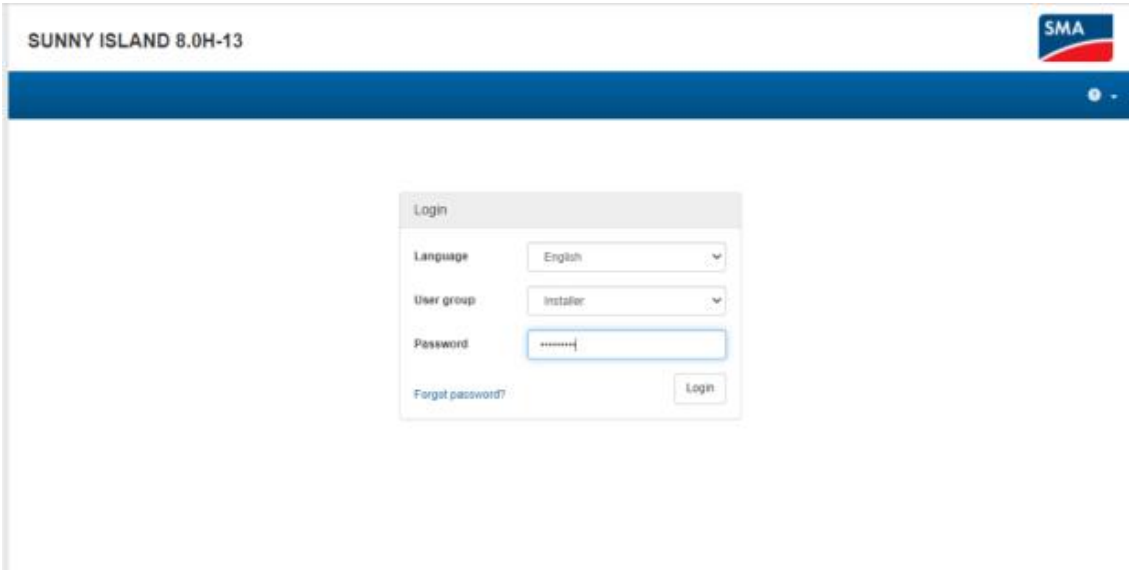 SUNNY ISLAND 8.0H-13
SMA
Login
Language English
User group Installer
Password •••••••••
Forgot password? Login